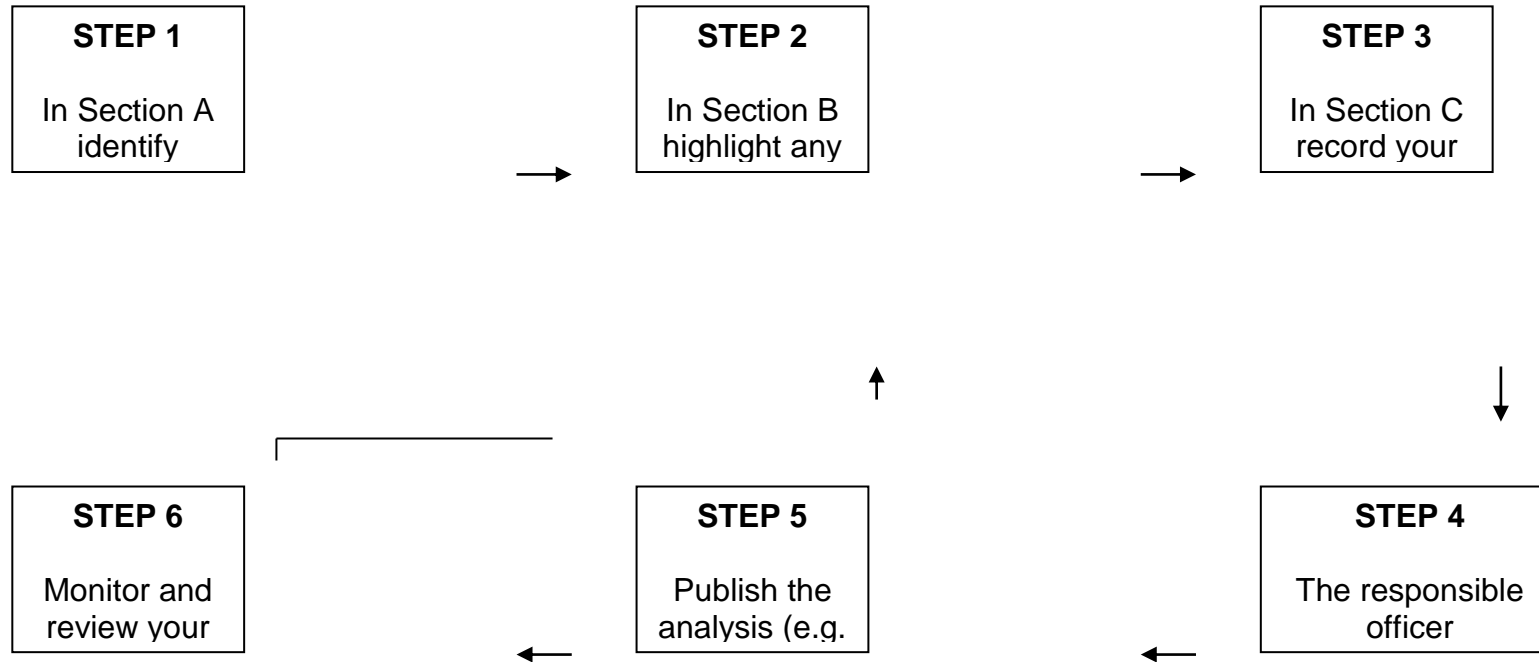 STEP 1
In Section A
identify
STEP 2
In Section B
highlight any
STEP 3
In Section C
record your
STEP 6
Monitor and
review your
STEP 5
Publish the
analysis (e.g.
STEP 4
The responsible
officer